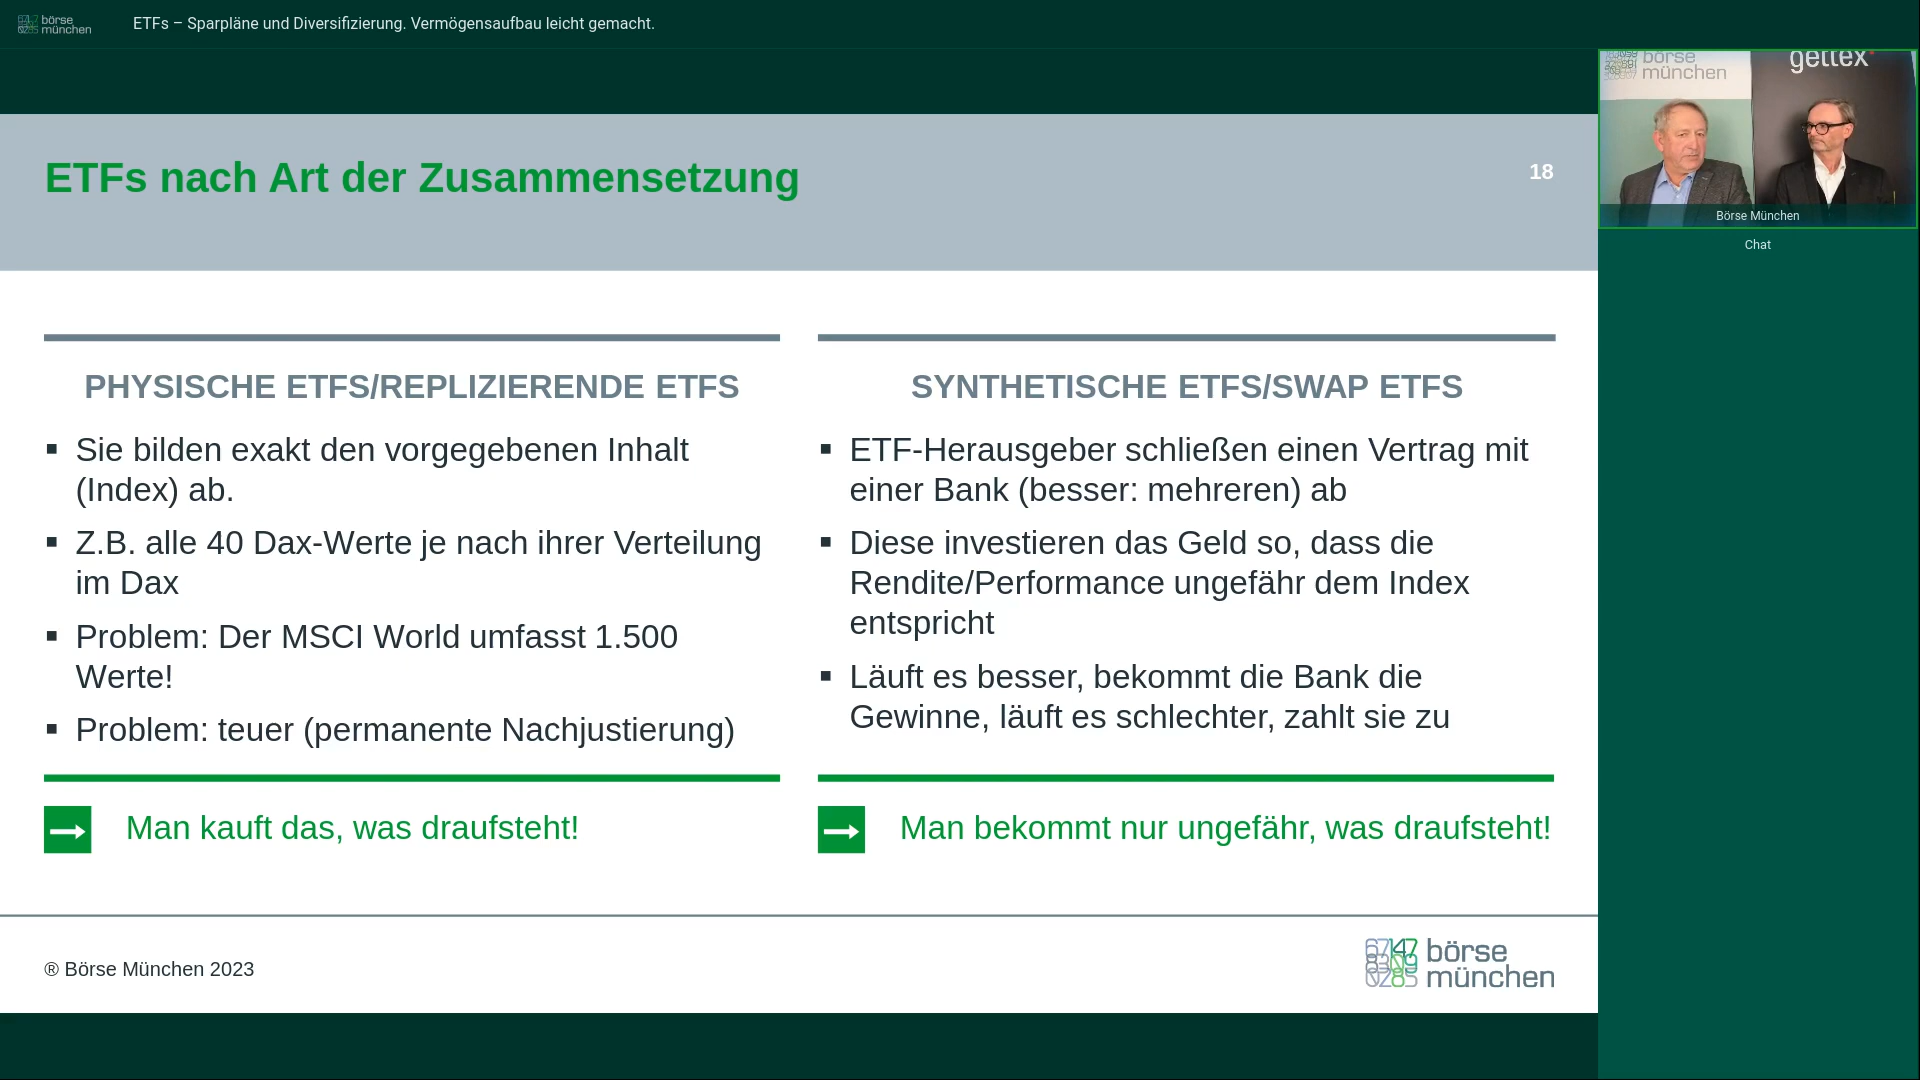 börse
münchen
ETFs – Sparpläne und Diversifizierung. Vermögensaufbau leicht gemacht.
ETFs nach Art der Zusammensetzung
18
PHYSISCHE ETFS/REPLIZIERENDE ETFS
▪ Sie bilden exakt den vorgegebenen Inhalt
(Index) ab.
▪ Z.B. alle 40 Dax-Werte je nach ihrer Verteilung
im Dax
▪ Problem: Der MSCI World umfasst 1.500
Werte!
▪ Problem: teuer (permanente Nachjustierung)
Man kauft das, was draufsteht!
SYNTHETISCHE ETFS/SWAP ETFS
▪ ETF-Herausgeber schließen einen Vertrag mit
einer Bank (besser: mehreren) ab
▪ Diese investieren das Geld so, dass die
Rendite/Performance ungefähr dem Index
entspricht
▪ Läuft es besser, bekommt die Bank die
Gewinne, läuft es schlechter, zahlt sie zu
Man bekommt nur ungefähr, was draufsteht!
® Börse München 2023
börse
münchen
börse
münchen
gettex
Börse München
Chat